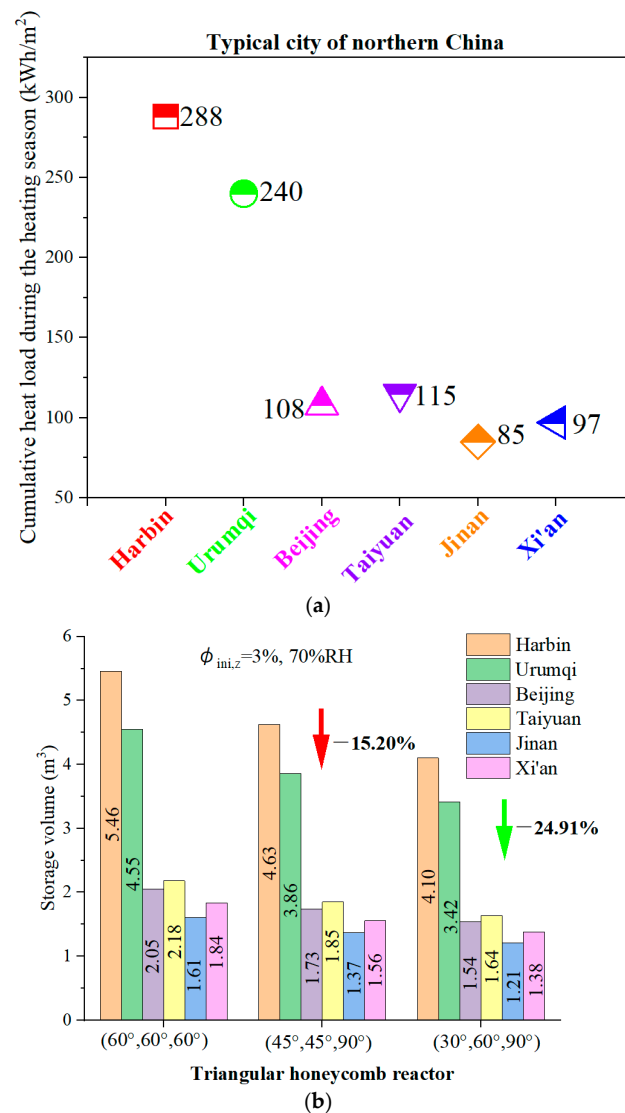 Typical city of northern China
Cumulative heat load during the heating season (kWh/m²)
300
250
200
150
100
50
288
240
108
115
85
97
Harbin
Urumqi
Beijing
Taiyuan
Jinan
Xi'an
(a)
Storage volume (m³)
6
5
4
3
2
1
0
ϕ ini,z=3%, 70%RH
Harbin
Urumqi
Beijing
Taiyuan
Jinan
Xi'an
—15.20%
—24.91%
5.46
4.55
2.05
2.18
1.61
1.84
4.63
3.86
1.73
1.85
1.37
1.56
4.10
3.42
1.54
1.64
1.21
1.38
(60°,60°,60°)
(45°,45°,90°)
(30°,60°,90°)
Triangular honeycomb reactor
(b)